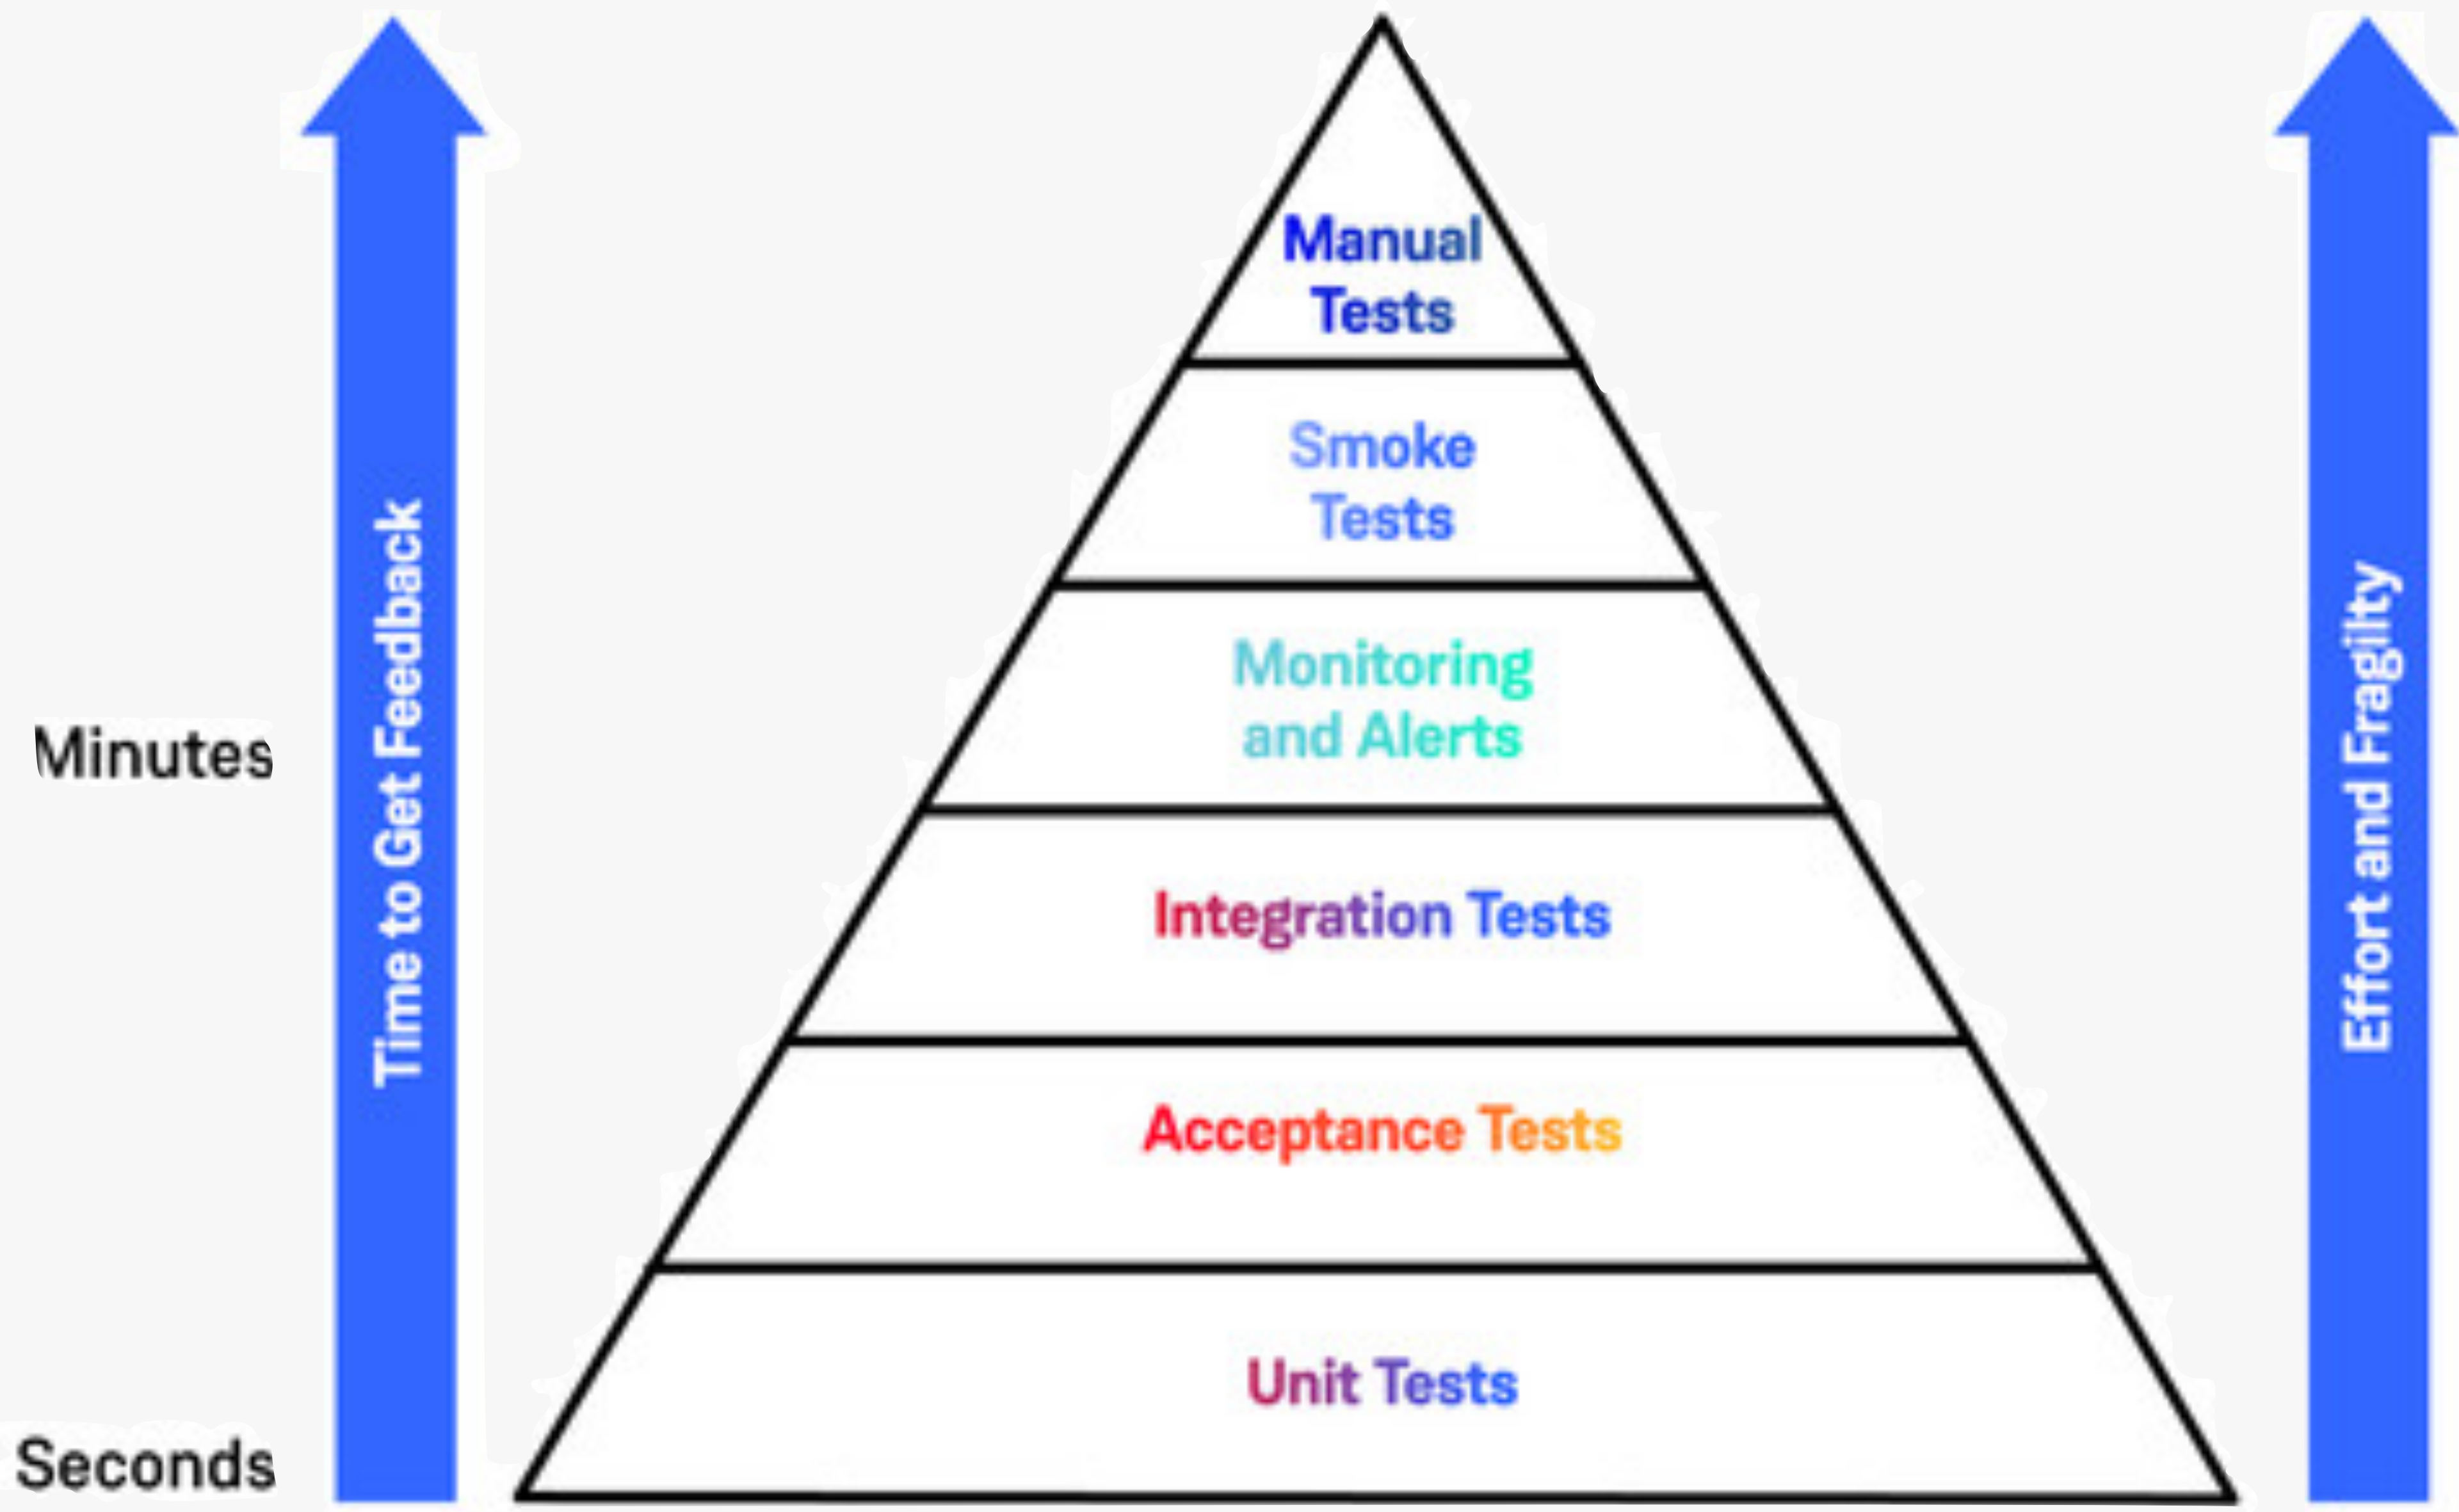 Manual
Tests
Smoke
Tests
Monitoring
and Alerts
Integration Tests
Acceptance Tests
Unit Tests
Minutes
Seconds
Time to Get Feedback
Effort and Fragilty